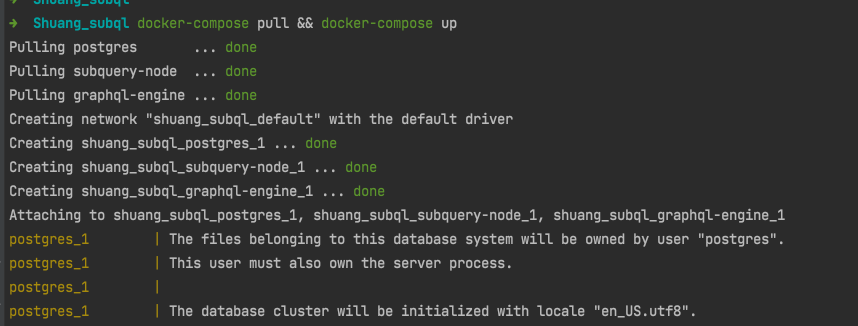 → Shuang_subql
→ Shuang_subql docker-compose pull && docker-compose up
Pulling postgres       ... done
Pulling subquery-node  ... done
Pulling graphql-engine ... done
Creating network "shuang_subql_default" with the default driver
Creating shuang_subql_postgres_1 ... done
Creating shuang_subql_subquery-node_1 ... done
Creating shuang_subql_graphql-engine_1 ... done
Attaching to shuang_subql_postgres_1, shuang_subql_subquery-node_1, shuang_subql_graphql-engine_1
postgres_1        | The files belonging to this database system will be owned by user "postgres".
postgres_1        | This user must also own the server process.
postgres_1        |
postgres_1        | The database cluster will be initialized with locale "en_US.utf8".